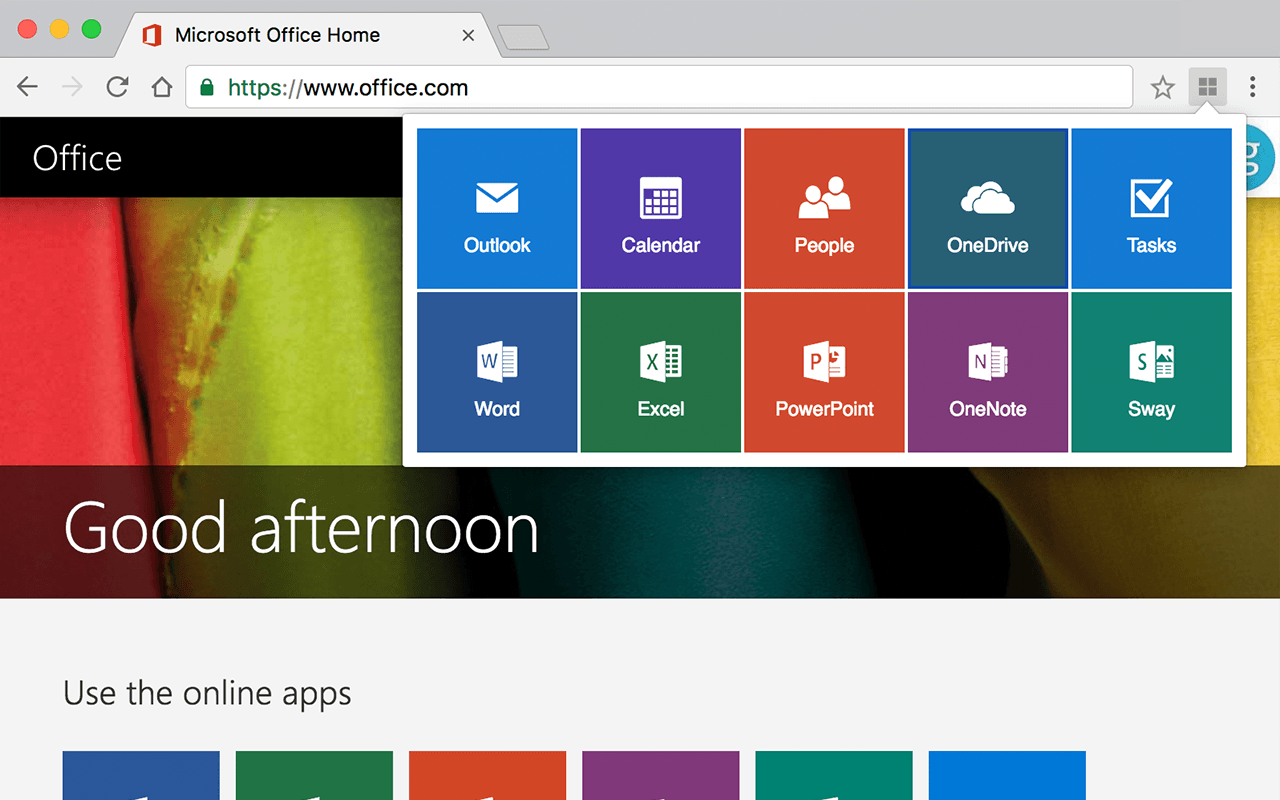 Microsoft Office Home
https://www.office.com
Office
g
Outlook Calendar People OneDrive Tasks
W X P N S
Word Excel PowerPoint OneNote Sway
Good afternoon
Use the online apps